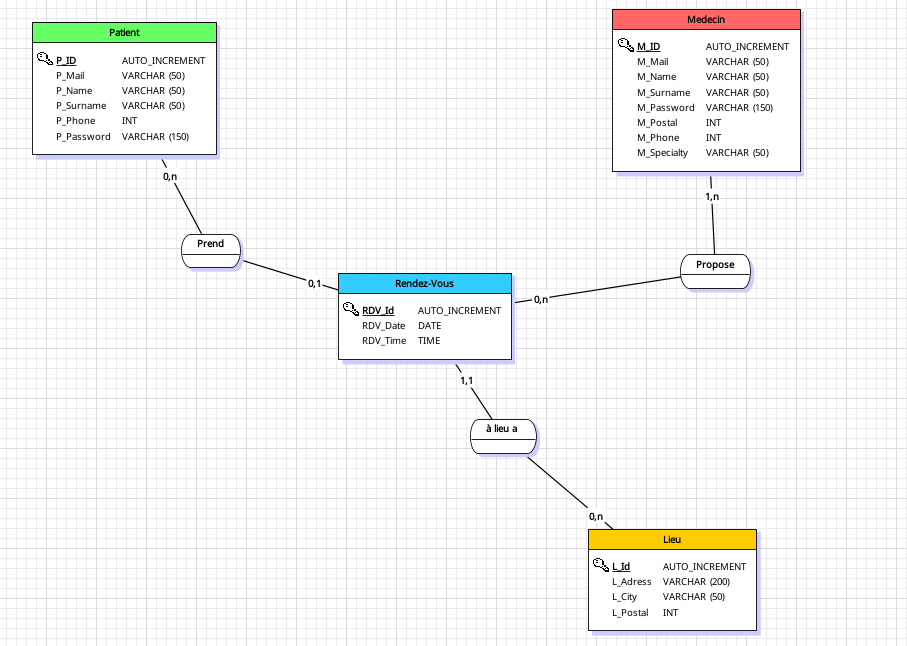 Patient
P_ID AUTO_INCREMENT
P_Mail VARCHAR (50)
P_Name VARCHAR (50)
P_Surname VARCHAR (50)
P_Phone INT
P_Password VARCHAR (150)
Medecin
M_ID AUTO_INCREMENT
M_Mail VARCHAR (50)
M_Name VARCHAR (50)
M_Surname VARCHAR (50)
M_Password VARCHAR (150)
M_Postal INT
M_Phone INT
M_Specialty VARCHAR (50)
0,n
1,n
Prend
Propose
0,1
0,n
Rendez-Vous
RDV_Id AUTO_INCREMENT
RDV_Date DATE
RDV_Time TIME
1,1
à lieu a
0,n
Lieu
L_Id AUTO_INCREMENT
L_Adress VARCHAR (200)
L_City VARCHAR (50)
L_Postal INT